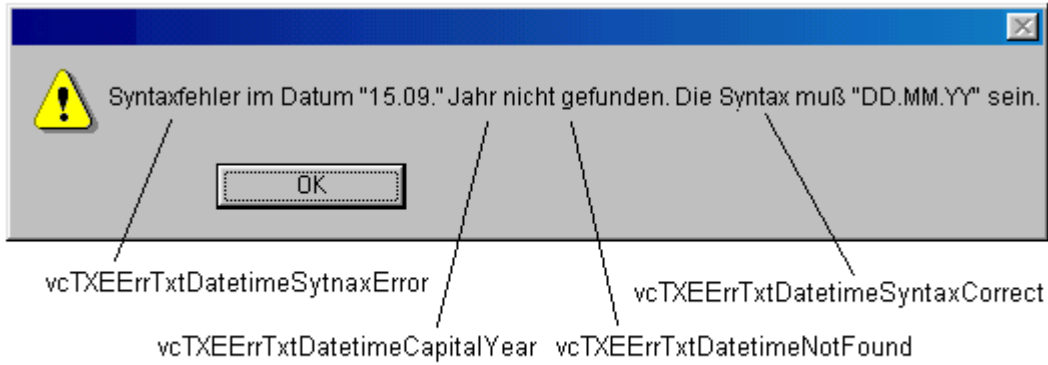 Syntaxfehler im Datum "15.09." Jahr nicht gefunden. Die Syntax muß "DD.MM.YY" sein.
OK
vcTXEErrTxtDatetimeSytnaxError
vcTXEErrTxtDatetimeSyntaxCorrect
vcTXEErrTxtDatetimeCapitalYear
vcTXEErrTxtDatetimeNotFound